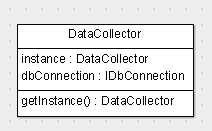 DataCollector
instance : DataCollector
dbConnection : IDbConnection
getInstance() : DataCollector